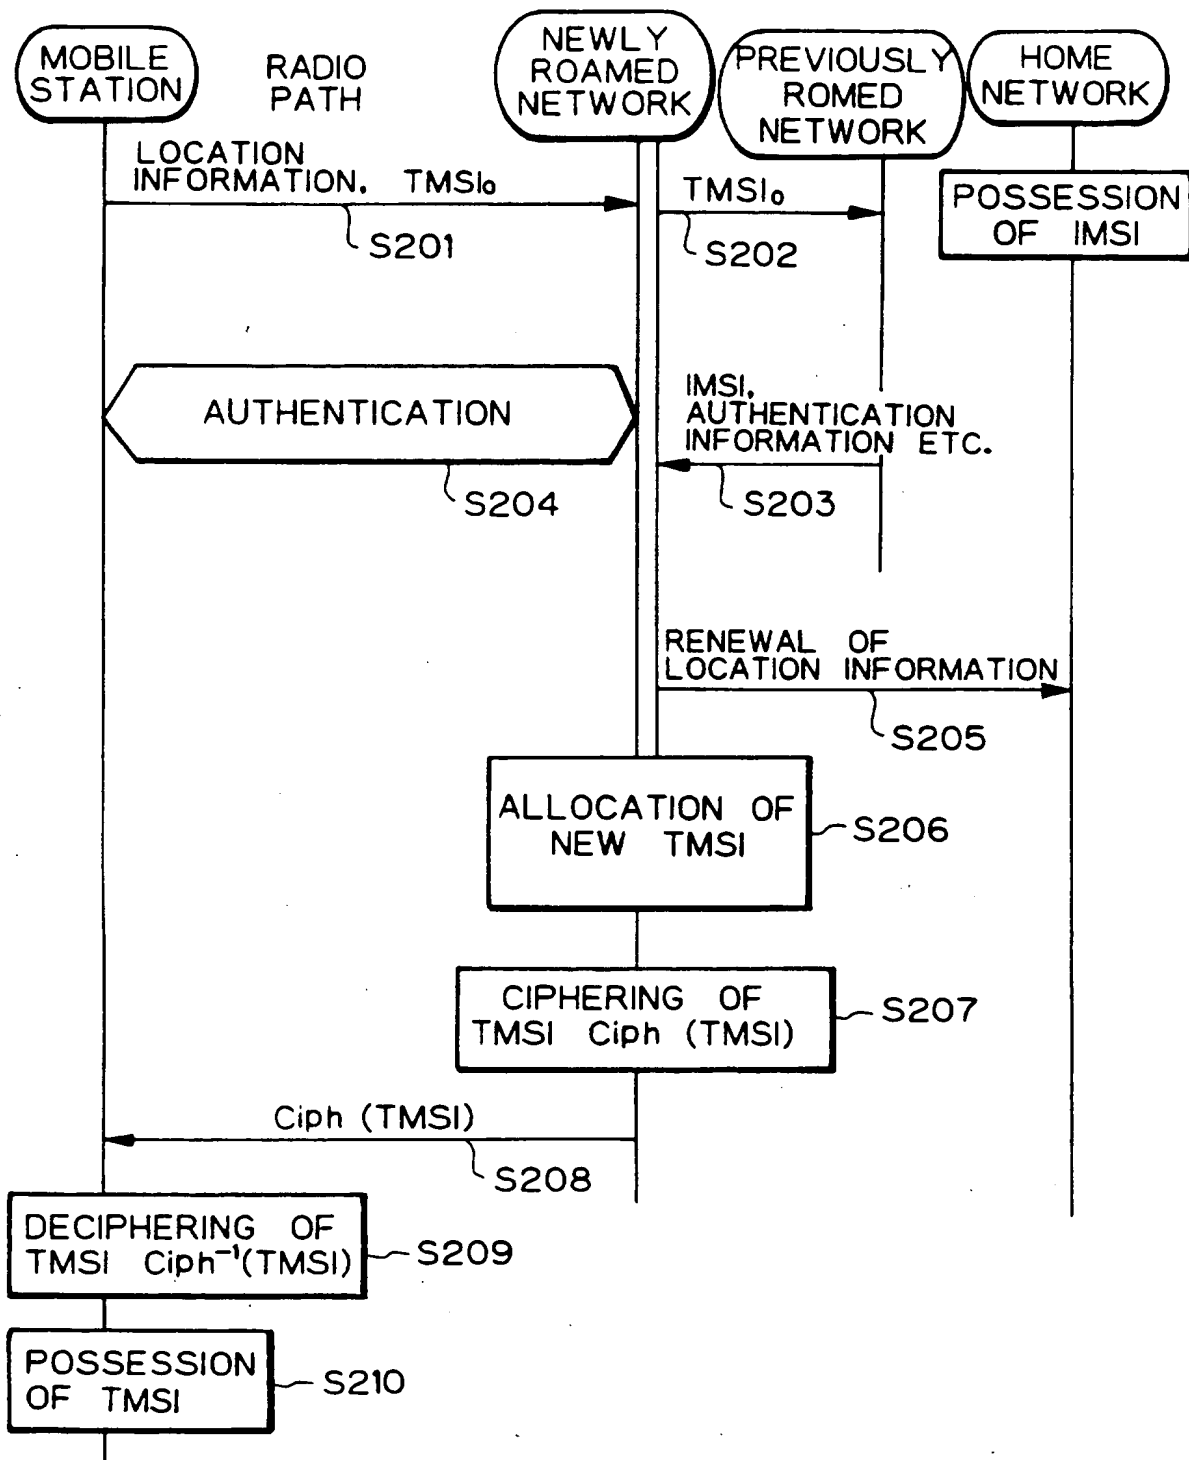 MOBILE
STATION
RADIO
PATH
NEWLY
ROAMED
NETWORK
PREVIOUSLY
ROMED
NETWORK
HOME
NETWORK
LOCATION
INFORMATION. TMSI₀
S201
TMSI₀
S202
POSSESSION
OF IMSI
AUTHENTICATION
S204
IMSI,
AUTHENTICATION
INFORMATION ETC.
S203
RENEWAL OF
LOCATION INFORMATION
S205
ALLOCATION OF
NEW TMSI
S206
CIPHERING OF
TMSI Ciph (TMSI)
S207
Ciph (TMSI)
S208
DECIPHERING OF
TMSI Ciph⁻¹(TMSI)
S209
POSSESSION
OF TMSI
S210